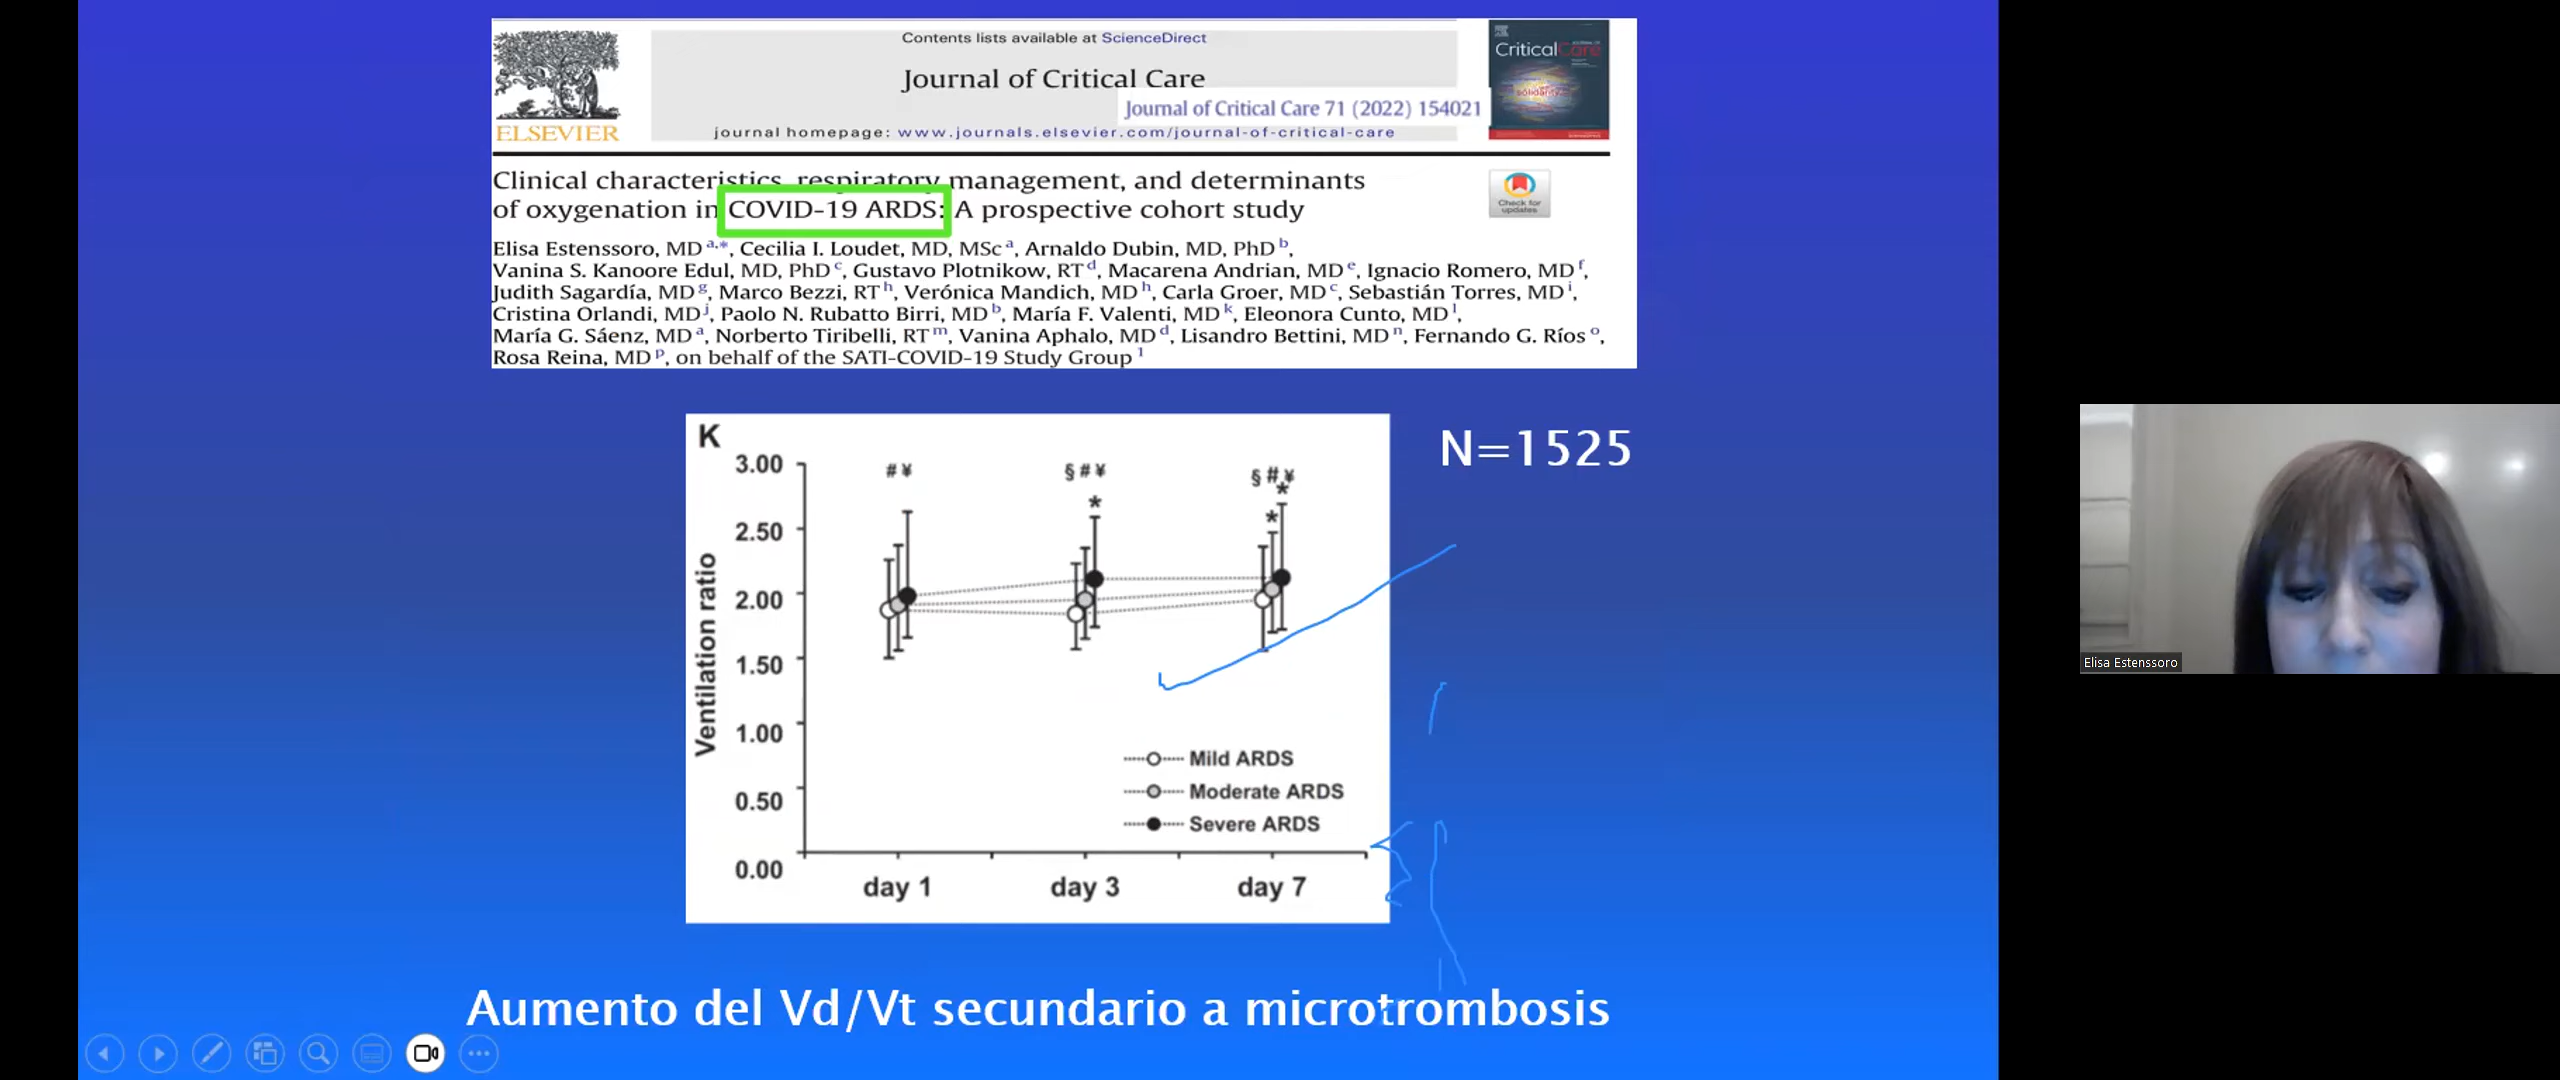 Contents lists available at ScienceDirect
Journal of Critical Care
Journal of Critical Care 71 (2022) 154021
journal homepage: www.journals.elsevier.com/journal-of-critical-care
ELSEVIER
Critical Care
solidarity
Check for
updates
Clinical characteristics, respiratory management, and determinants
of oxygenation in COVID-19 ARDS: A prospective cohort study
Elisa Estenssoro, MD a,*, Cecilia I. Loudet, MD, MSc a, Arnaldo Dubin, MD, PhD b,
Vanina S. Kanoore Edul, MD, PhD c, Gustavo Plotnikow, RT d, Macarena Andrian, MD e, Ignacio Romero, MD f,
Judith Sagardía, MD g, Marco Bezzi, RT h, Verónica Mandich, MD h, Carla Groer, MD c, Sebastián Torres, MD i,
Cristina Orlandi, MD j, Paolo N. Rubatto Birri, MD b, María F. Valenti, MD k, Eleonora Cunto, MD l,
María G. Sáenz, MD a, Norberto Tiribelli, RT m, Vanina Aphalo, MD d, Lisandro Bettini, MD n, Fernando G. Ríos o,
Rosa Reina, MD p, on behalf of the SATI-COVID-19 Study Group 1
N=1525
K
3.00
2.50
2.00
1.50
1.00
0.50
0.00
Ventilation ratio
# ¥
§ # ¥
*
§ # ¥
*
*
Mild ARDS
Moderate ARDS
Severe ARDS
day 1 day 3 day 7
Aumento del Vd/Vt secundario a microtrombosis
Elisa Estenssoro